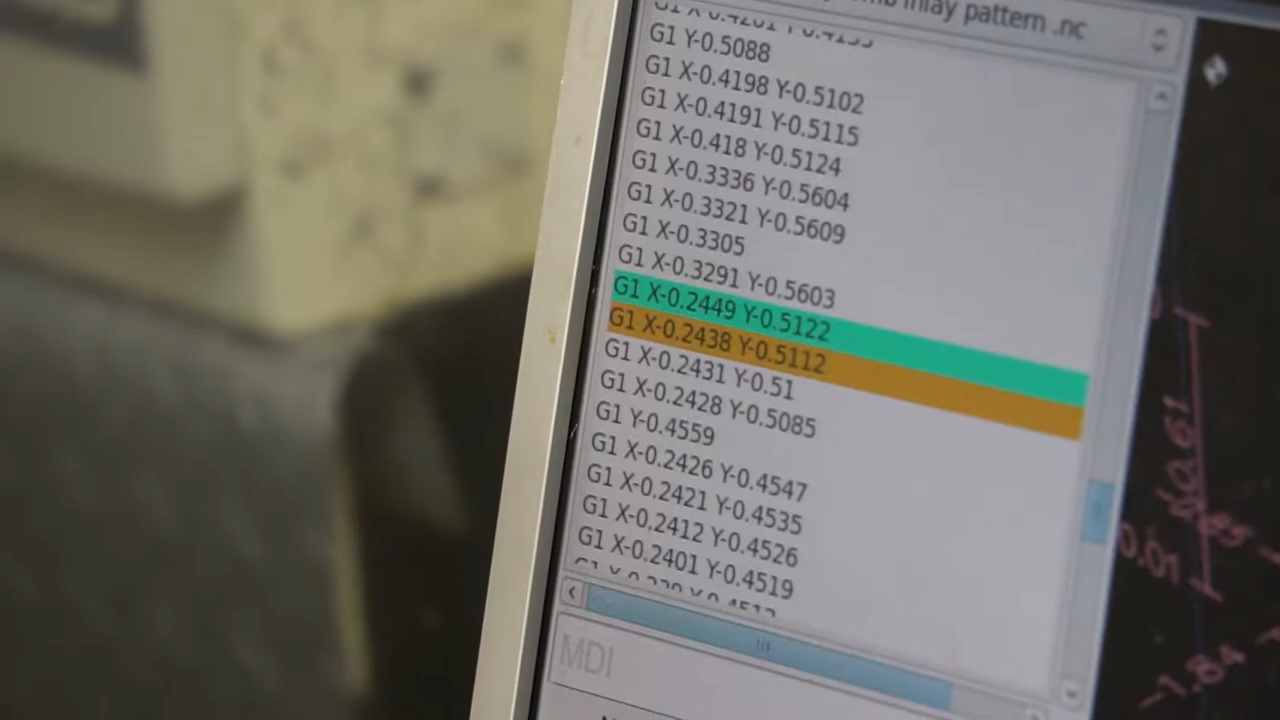 inlay pattern .nc
G1 Y-0.5088
G1 X-0.4198 Y-0.5102
G1 X-0.4191 Y-0.5115
G1 X-0.418 Y-0.5124
G1 X-0.3336 Y-0.5604
G1 X-0.3321 Y-0.5609
G1 X-0.3305
G1 X-0.3291 Y-0.5603
G1 X-0.2449 Y-0.5122
G1 X-0.2438 Y-0.5112
G1 X-0.2431 Y-0.51
G1 X-0.2428 Y-0.5085
G1 Y-0.4559
G1 X-0.2426 Y-0.4547
G1 X-0.2421 Y-0.4535
G1 X-0.2412 Y-0.4526
G1 X-0.2401 Y-0.4519
MDI
0.01
-1.84